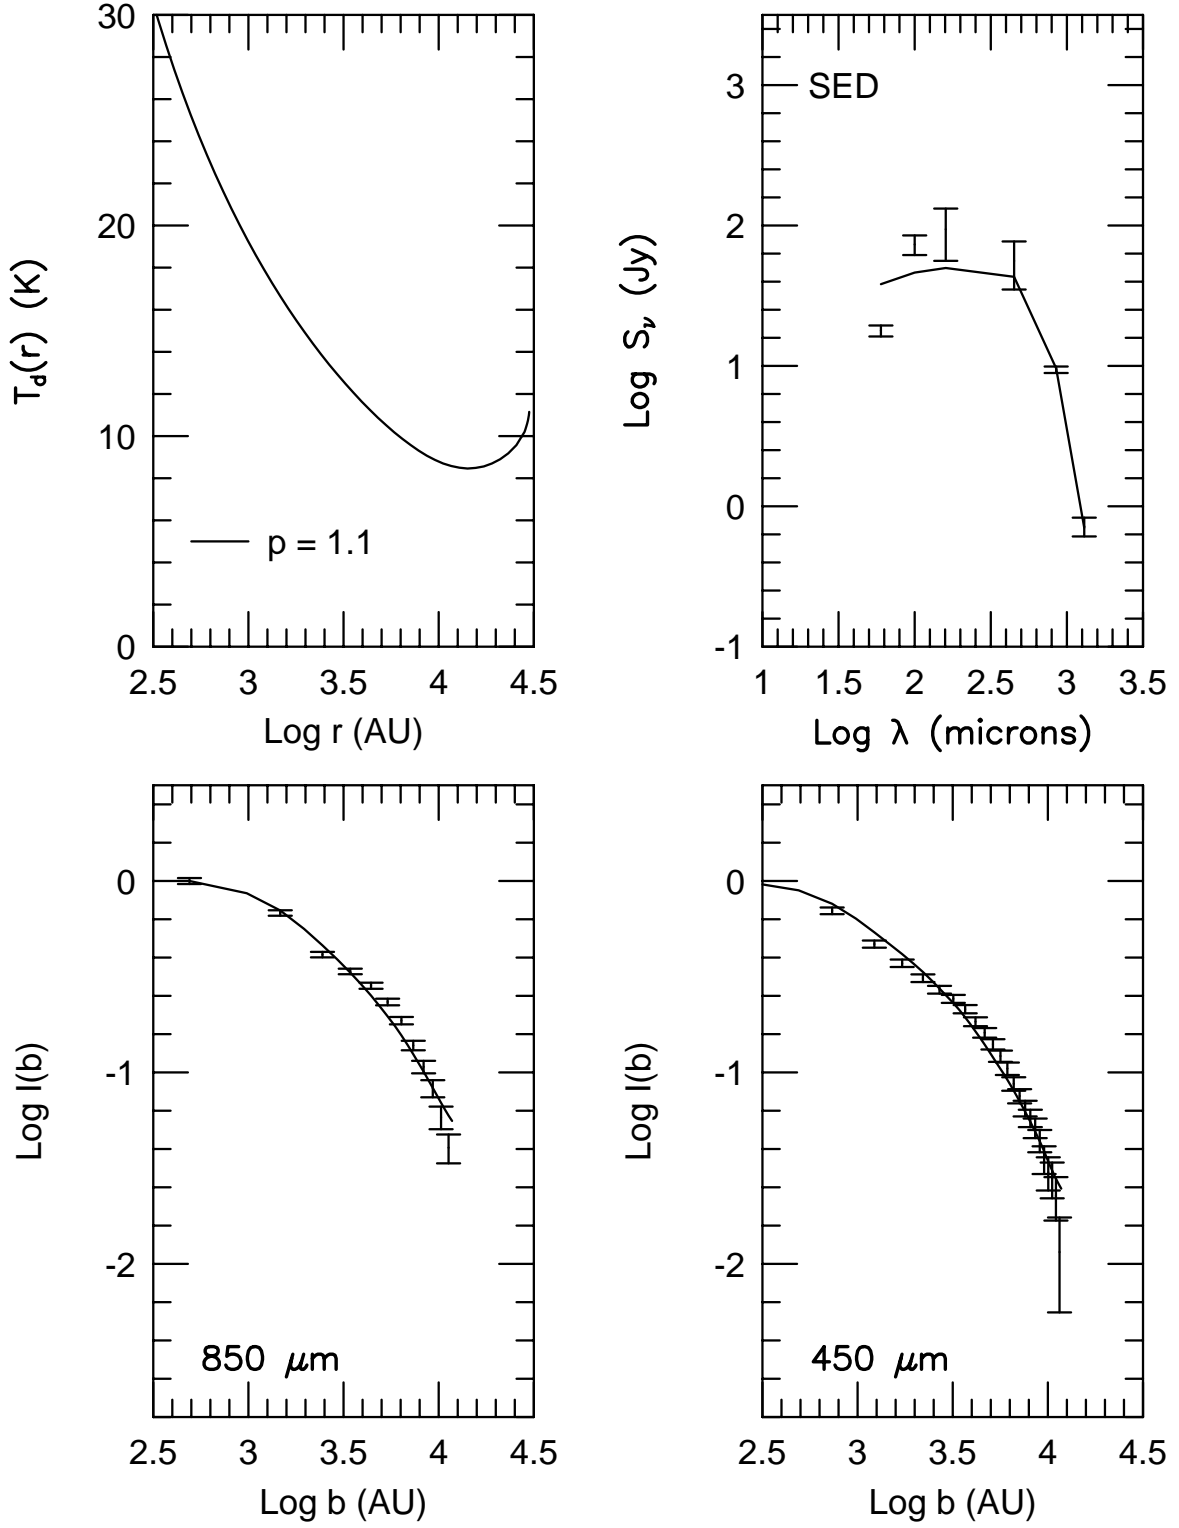 30
20
10
0
T_d(r) (K)
p = 1.1
2.5 3 3.5 4 4.5
Log r (AU)
3
2
1
0
-1
Log S_ν (Jy)
SED
1 1.5 2 2.5 3 3.5
Log λ (microns)
0
-1
-2
Log I(b)
850 μm
2.5 3 3.5 4 4.5
Log b (AU)
0
-1
-2
Log I(b)
450 μm
2.5 3 3.5 4 4.5
Log b (AU)